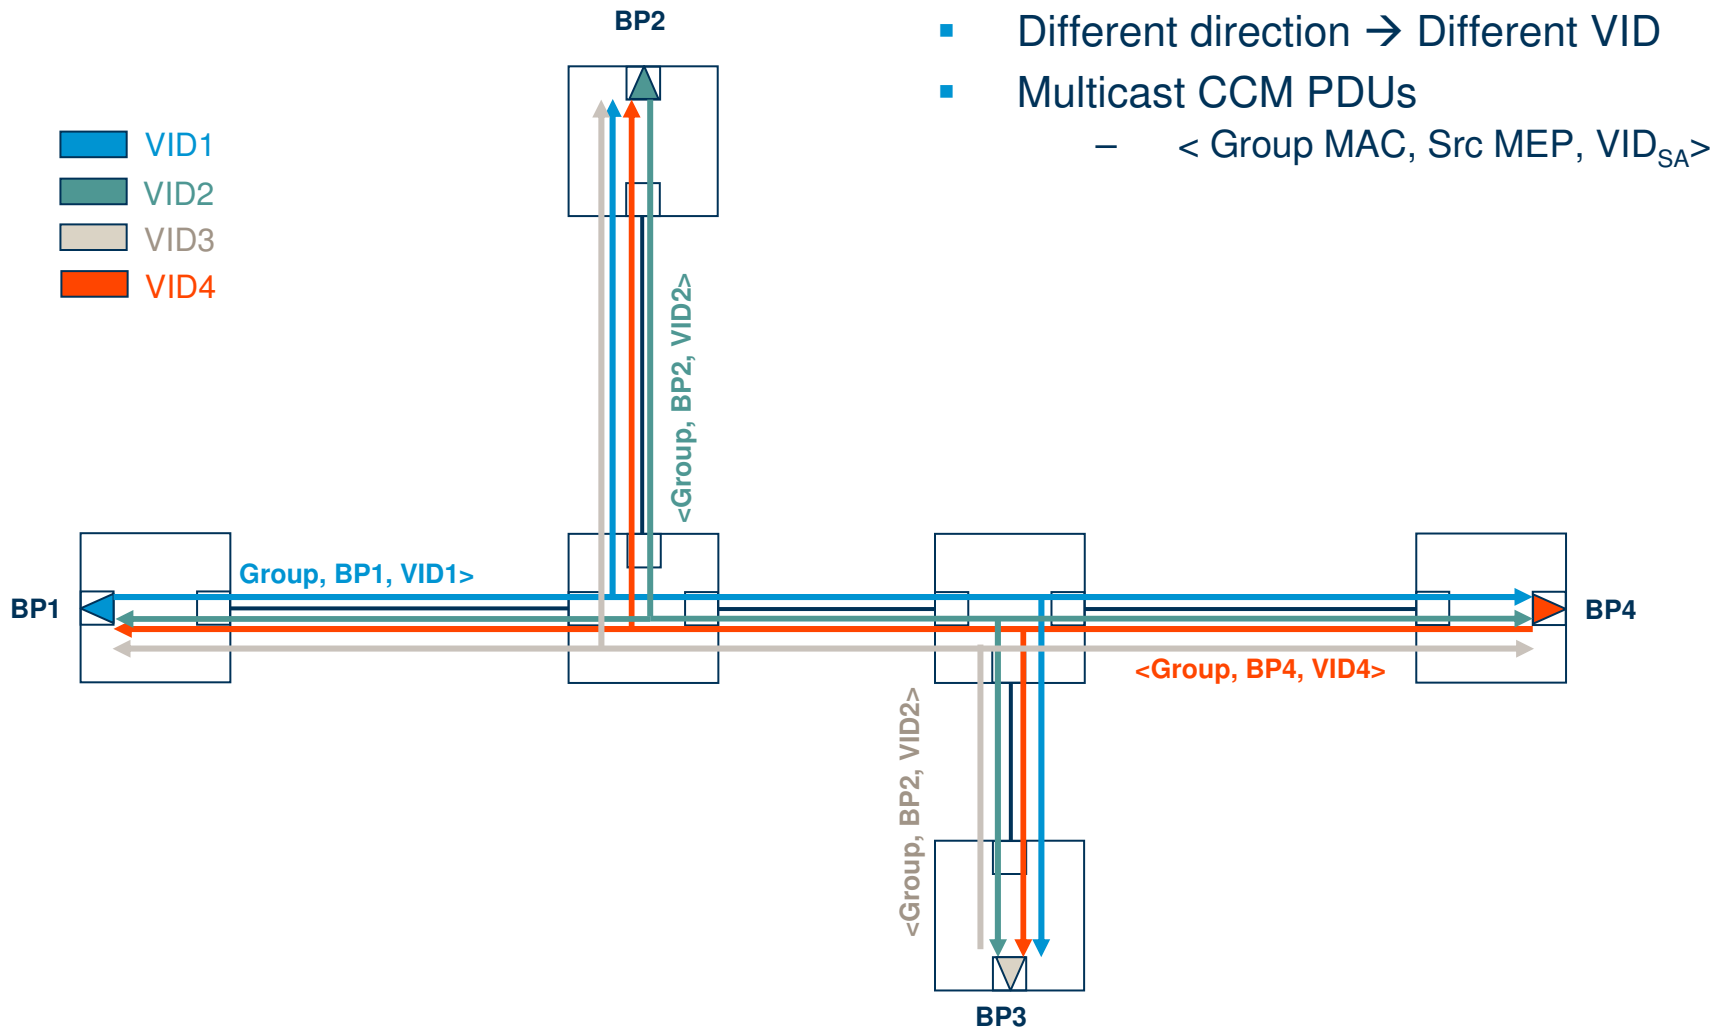 BP2
▪ Different direction → Different VID
▪ Multicast CCM PDUs
– < Group MAC, Src MEP, VIDSA>
VID1
VID2
VID3
VID4
<Group, BP2, VID2>
Group, BP1, VID1>
BP1
BP4
<Group, BP4, VID4>
<Group, BP2, VID2>
BP3